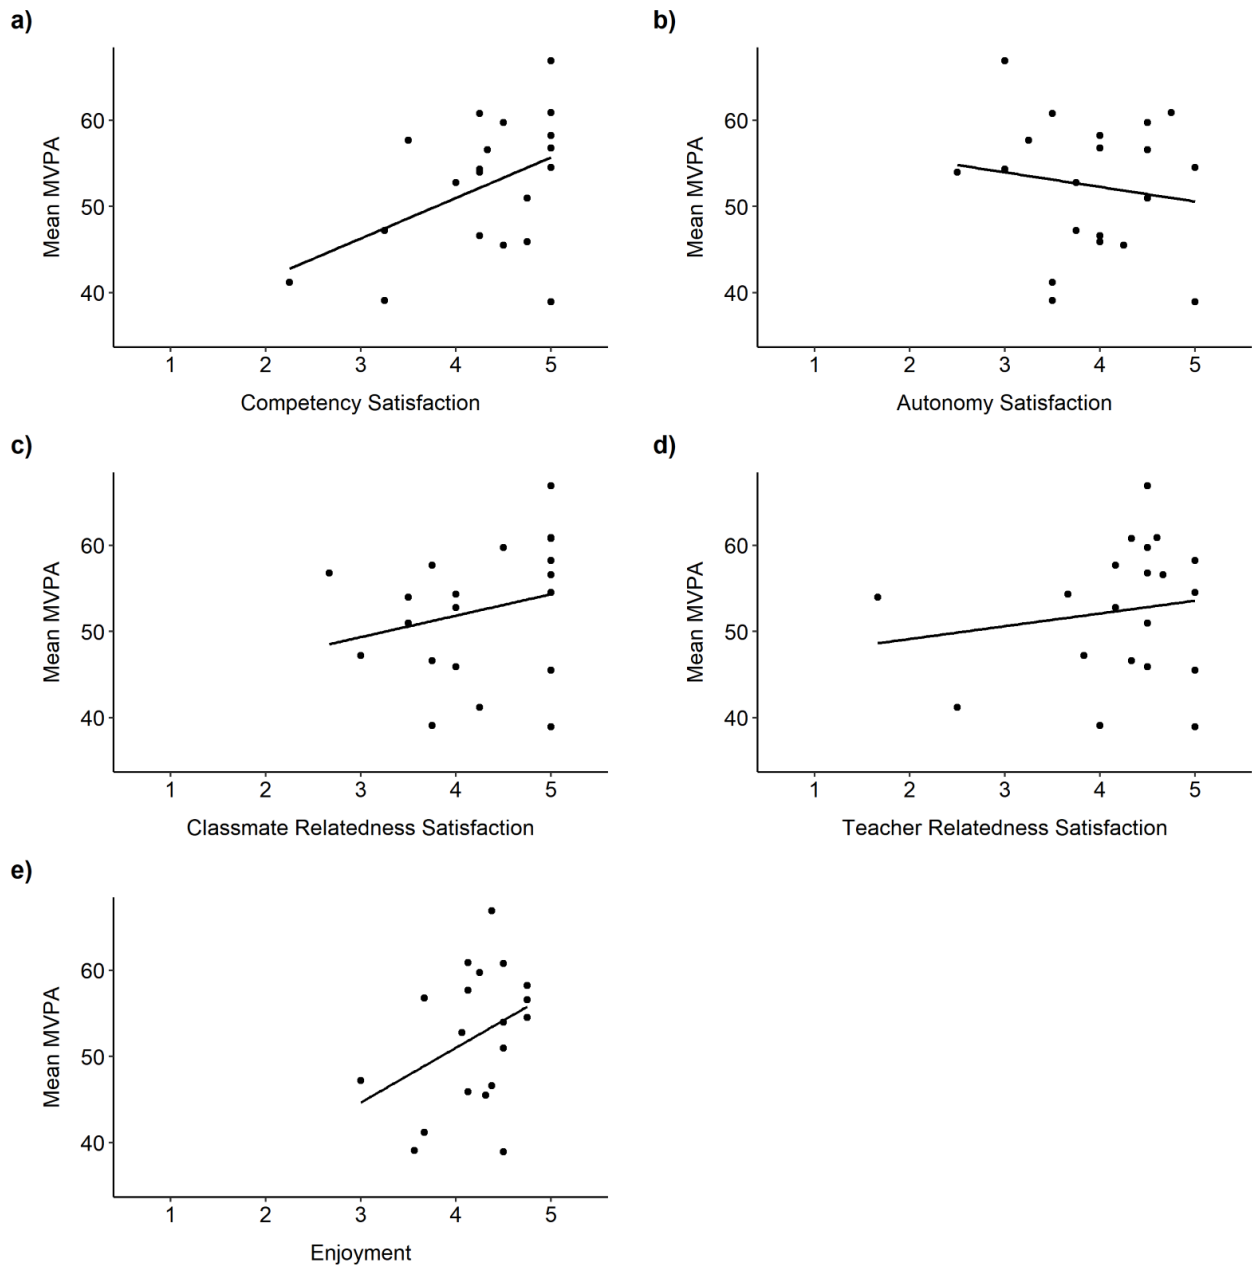 a)
Mean MVPA
60
50
40
1 2 3 4 5
Competency Satisfaction
b)
Mean MVPA
60
50
40
1 2 3 4 5
Autonomy Satisfaction
c)
Mean MVPA
60
50
40
1 2 3 4 5
Classmate Relatedness Satisfaction
d)
Mean MVPA
60
50
40
1 2 3 4 5
Teacher Relatedness Satisfaction
e)
Mean MVPA
60
50
40
1 2 3 4 5
Enjoyment